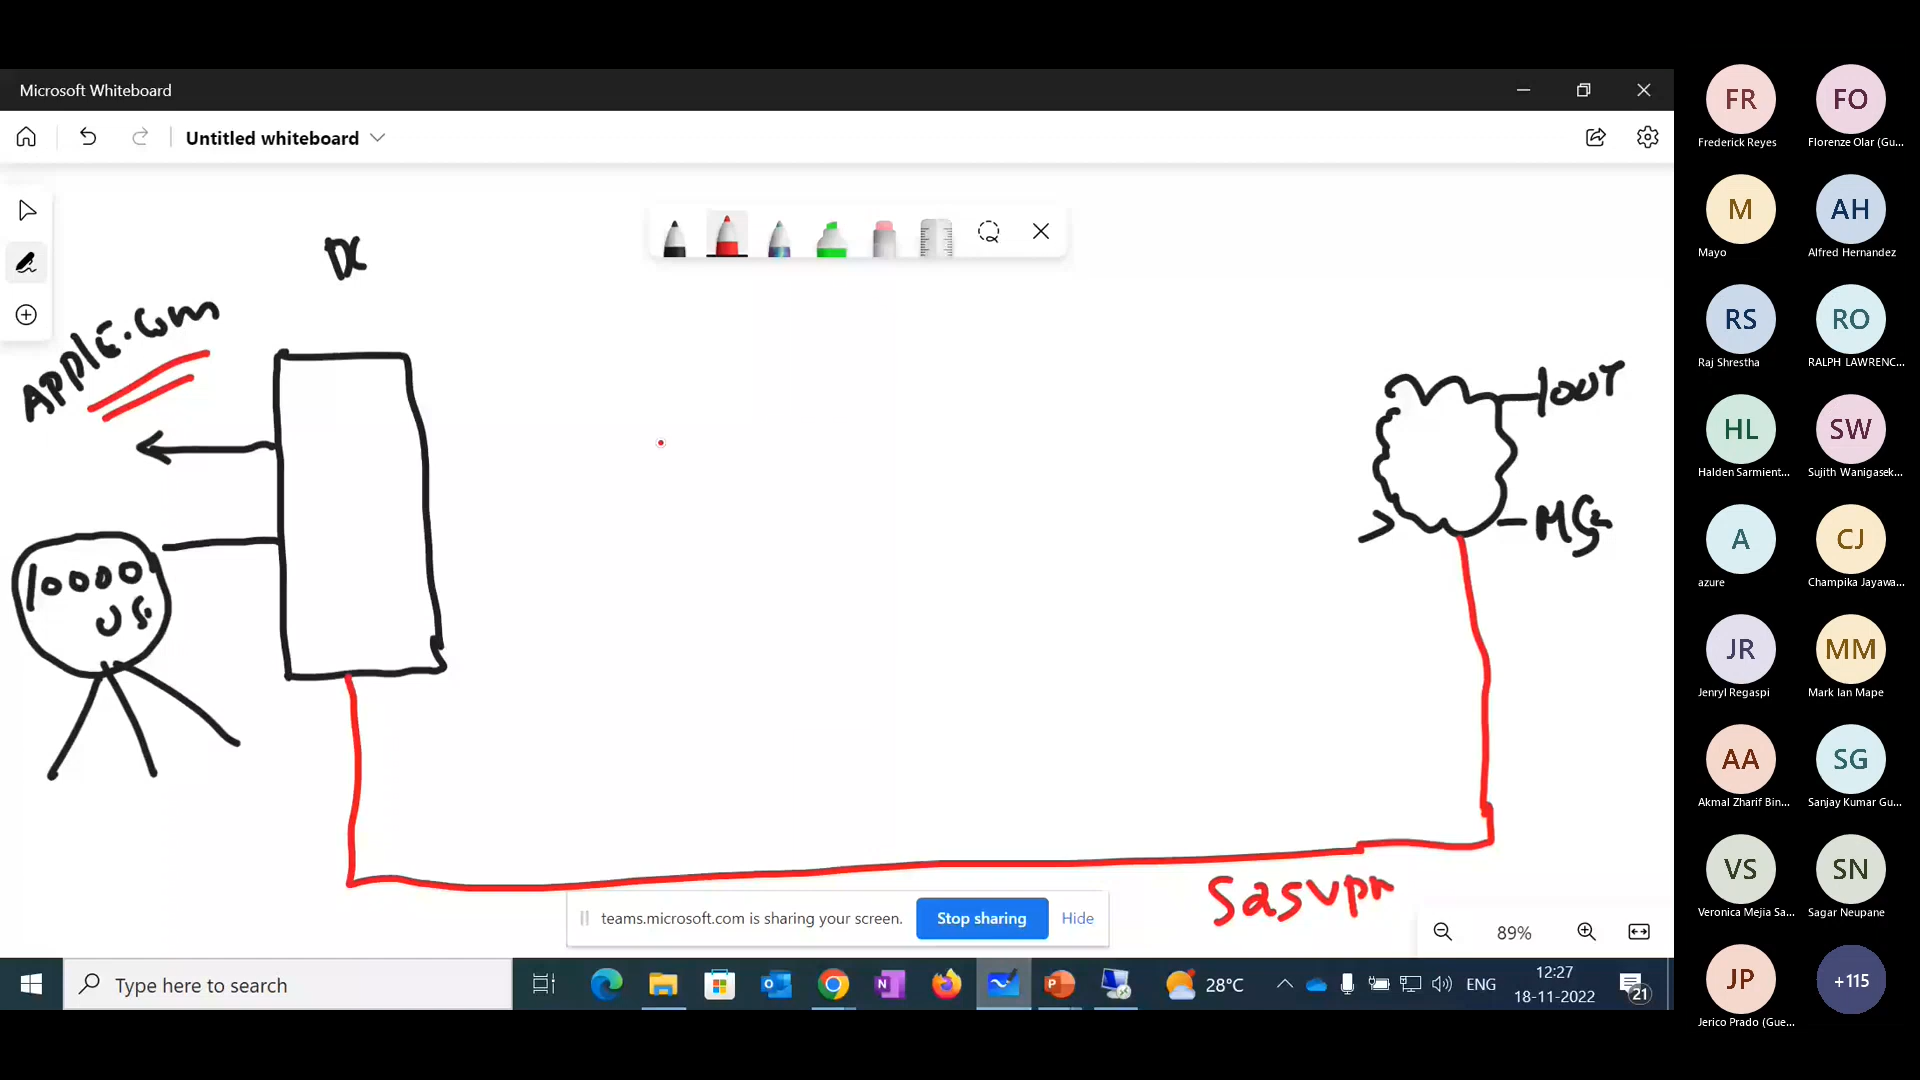 Microsoft Whiteboard
Untitled whiteboard
DC
APPlE.com
10000
US.
IOUT
MG
SaSvpn
teams.microsoft.com is sharing your screen.
Stop sharing
Hide
89%
Type here to search
28°C
ENG
12:27
18-11-2022
21
FR
Frederick Reyes
FO
Florenze Olar (Gu...
M
Mayo
AH
Alfred Hernandez
RS
Raj Shrestha
RO
RALPH LAWRENC...
HL
Halden Sarmient...
SW
Sujith Wanigasek...
A
azure
CJ
Champika Jayawa...
JR
Jenryl Regaspi
MM
Mark Ian Mape
AA
Akmal Zharif Bin...
SG
Sanjay Kumar Gu...
VS
Veronica Mejia Sa...
SN
Sagar Neupane
JP
Jerico Prado (Gue...
+115